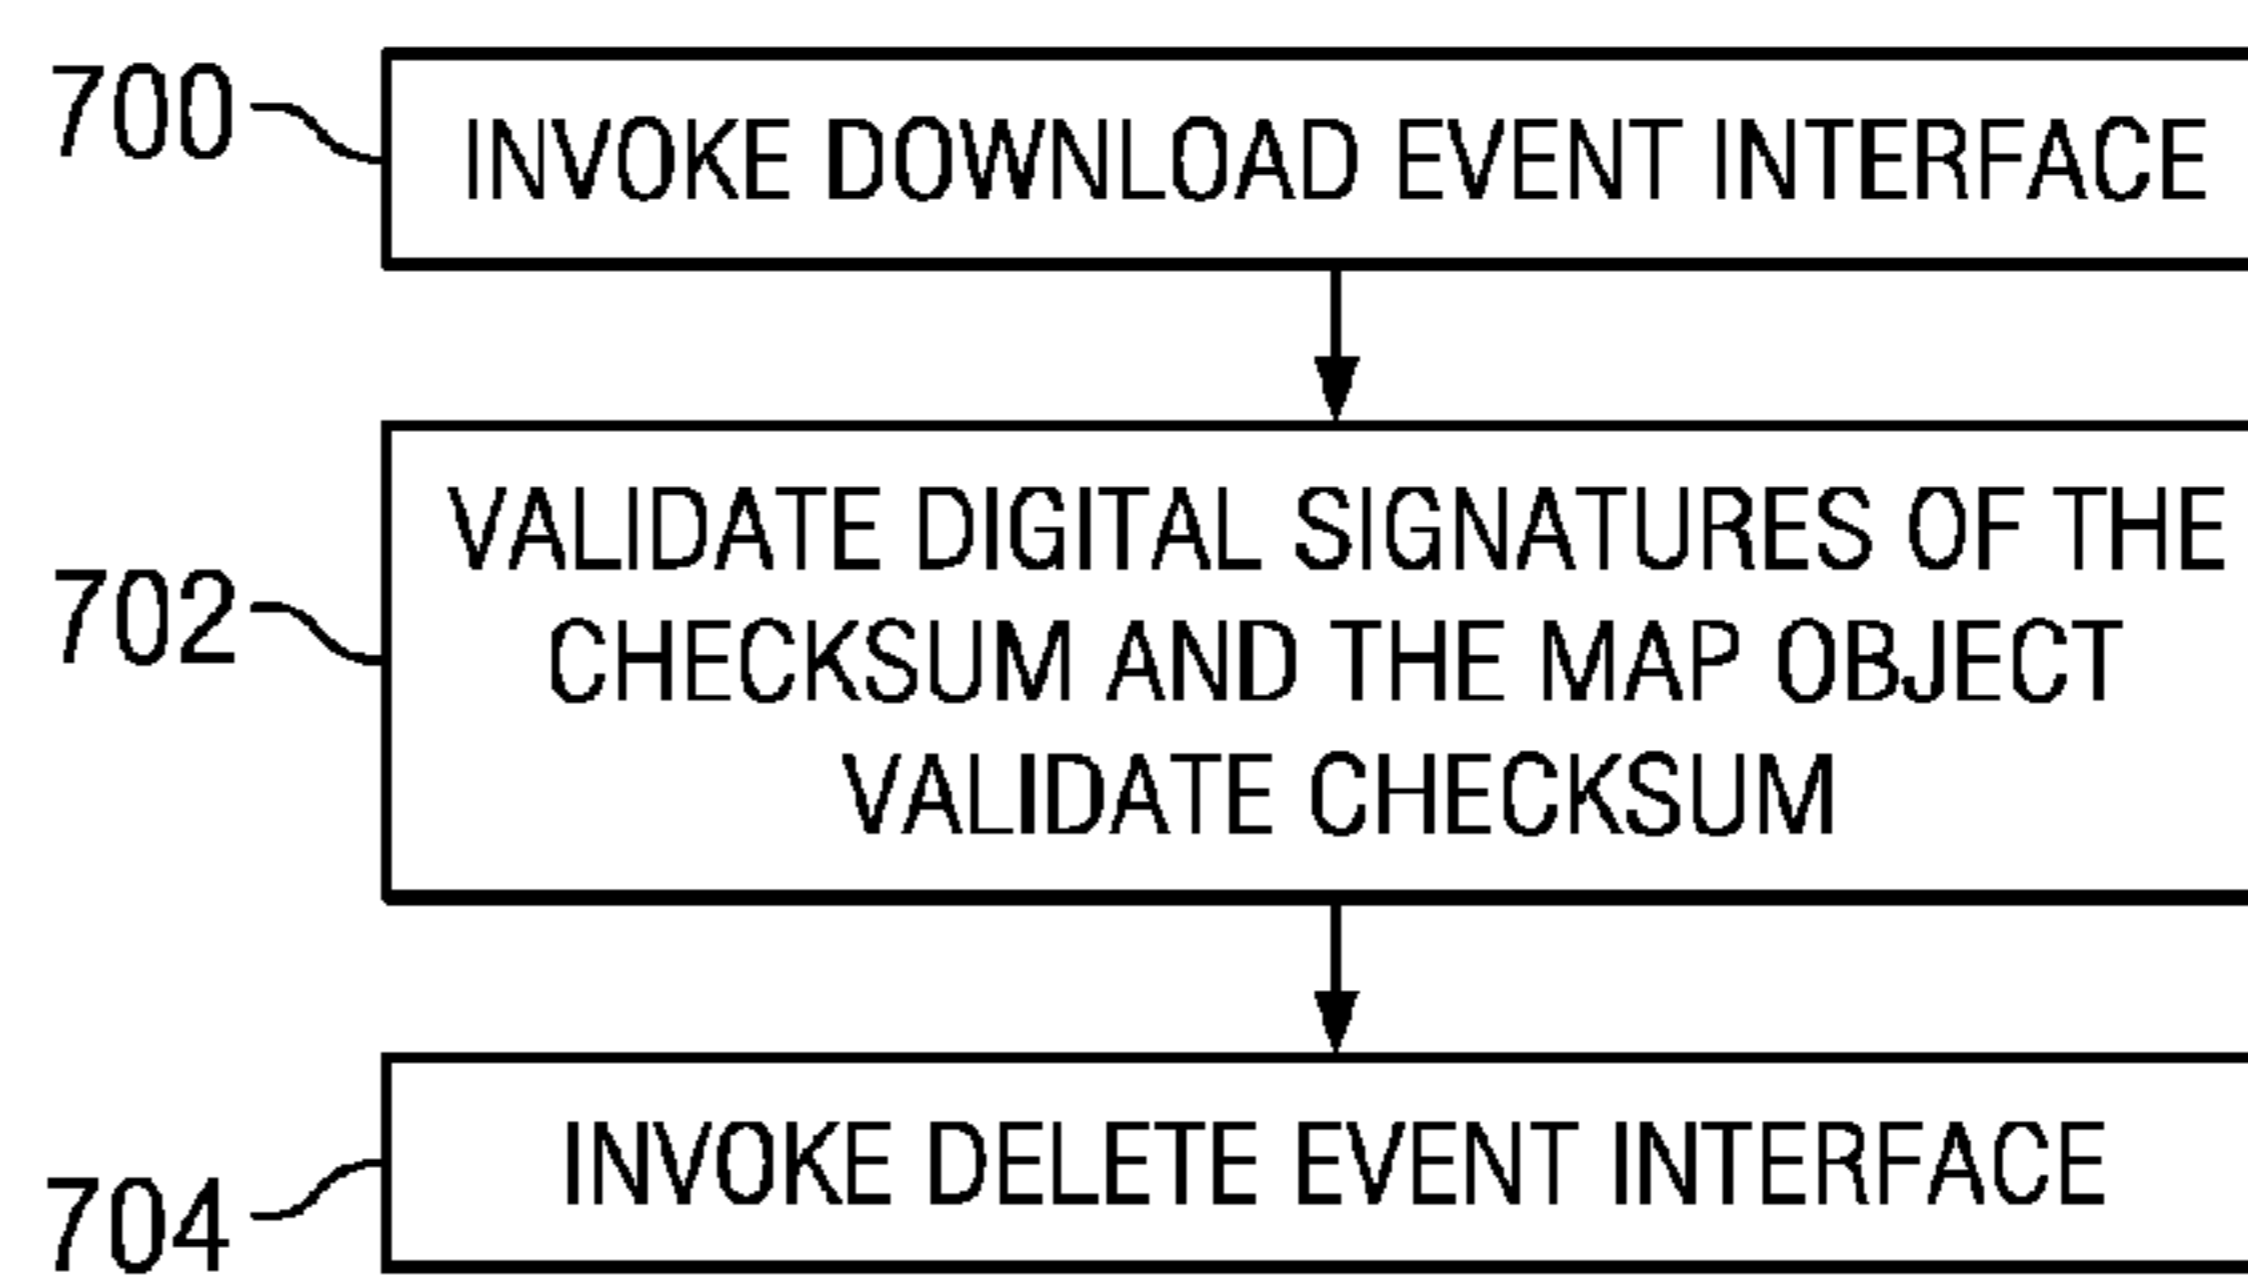 700
INVOKE DOWNLOAD EVENT INTERFACE
702
VALIDATE DIGITAL SIGNATURES OF THE
CHECKSUM AND THE MAP OBJECT
VALIDATE CHECKSUM
704
INVOKE DELETE EVENT INTERFACE